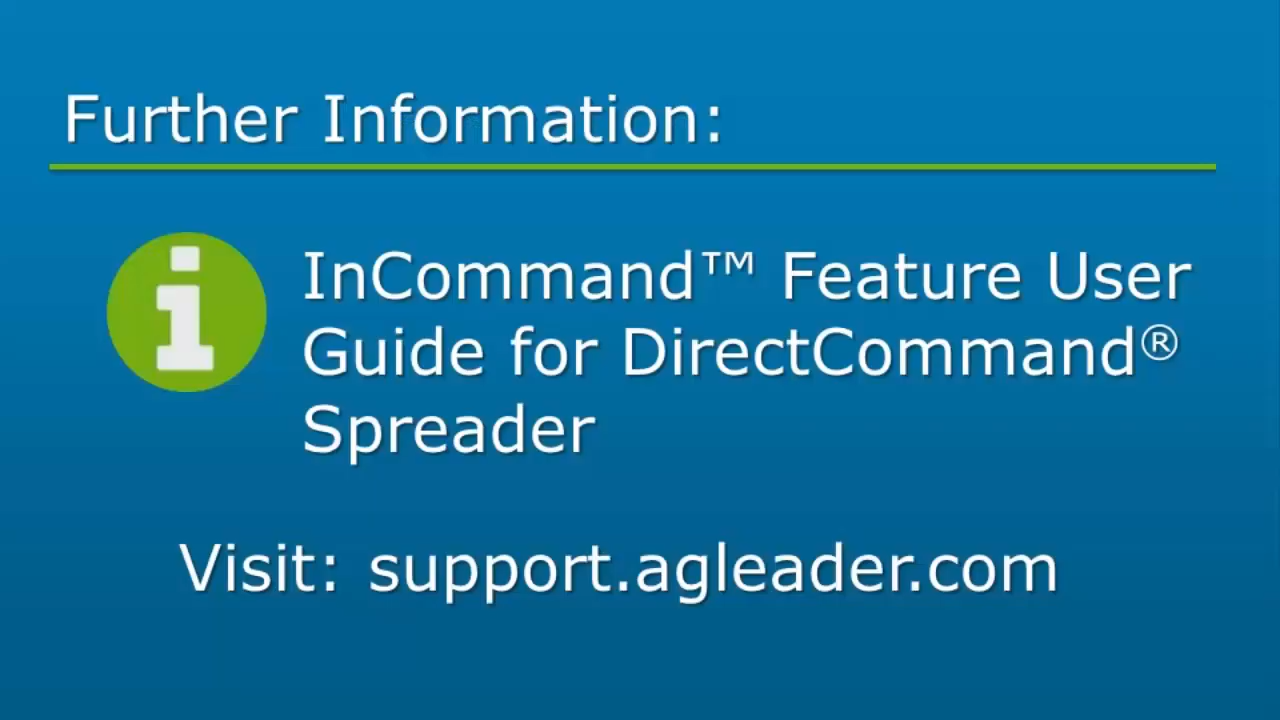 Further Information:
InCommand™ Feature User
Guide for DirectCommand®
Spreader
Visit: support.agleader.com